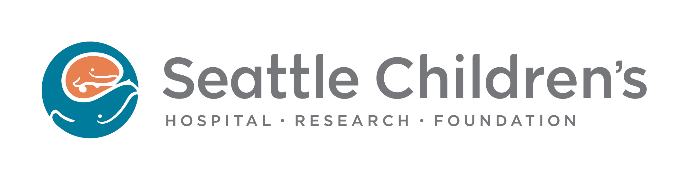 Seattle Children's
HOSPITAL · RESEARCH · FOUNDATION